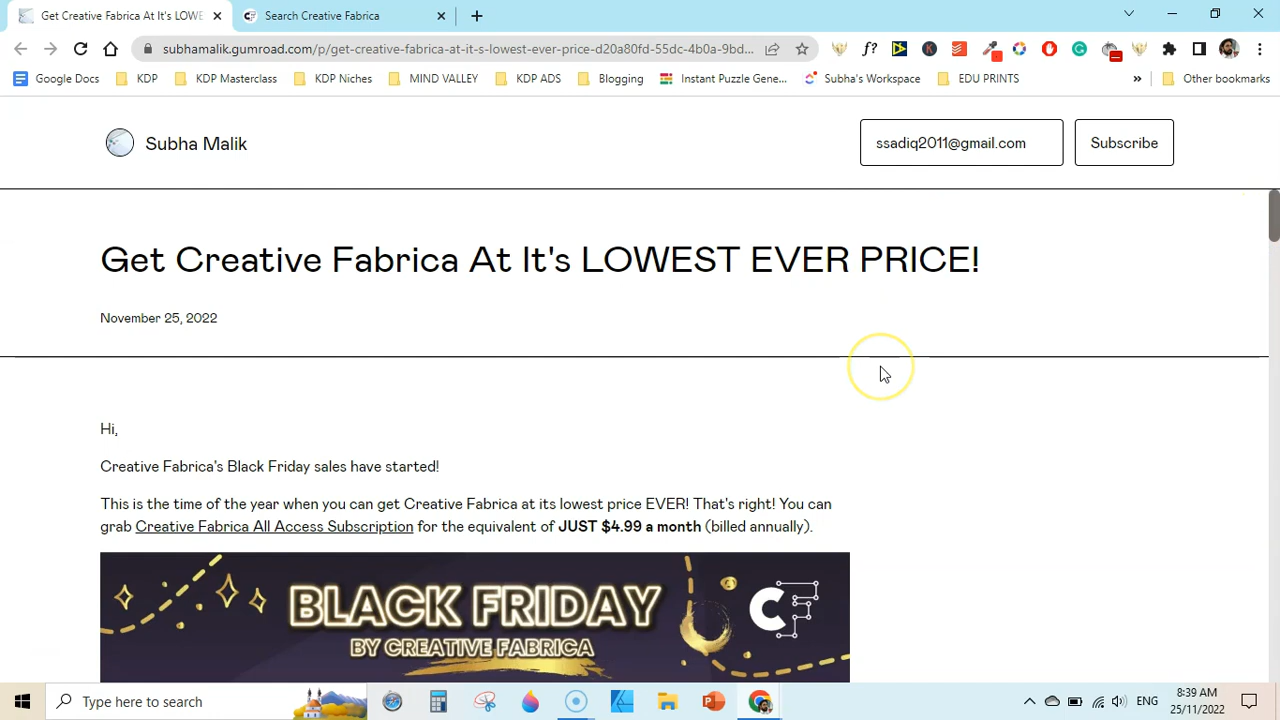 Get Creative Fabrica At It's LOWE
Search Creative Fabrica
subhamalik.gumroad.com/p/get-creative-fabrica-at-it-s-lowest-ever-price-d20a80fd-55dc-4b0a-9bd...
Google Docs KDP KDP Masterclass KDP Niches MIND VALLEY KDP ADS Blogging Instant Puzzle Gene... Subha's Workspace EDU PRINTS » Other bookmarks
Subha Malik
ssadiq2011@gmail.com
Subscribe
Get Creative Fabrica At It's LOWEST EVER PRICE!
November 25, 2022
Hi,
Creative Fabrica's Black Friday sales have started!
This is the time of the year when you can get Creative Fabrica at its lowest price EVER! That's right! You can
grab Creative Fabrica All Access Subscription for the equivalent of JUST $4.99 a month (billed annually).
BLACK FRIDAY
BY CREATIVE FABRICA
CF
Type here to search
ENG
8:39 AM
25/11/2022